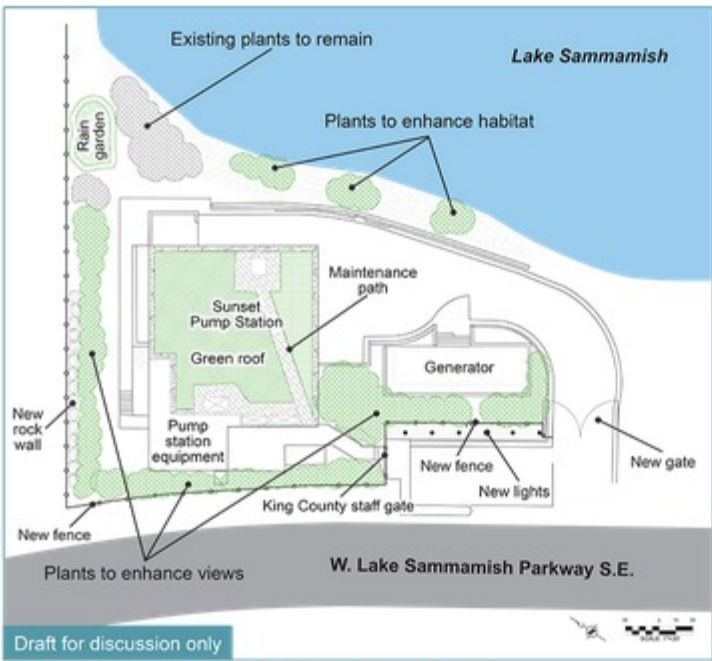 Existing plants to remain
Lake Sammamish
Rain
garden
Plants to enhance habitat
Maintenance
path
Sunset
Pump Station
Green roof
Generator
New
rock
wall
Pump
station
equipment
New fence
New lights
New gate
King County staff gate
New fence
Plants to enhance views
W. Lake Sammamish Parkway S.E.
Draft for discussion only